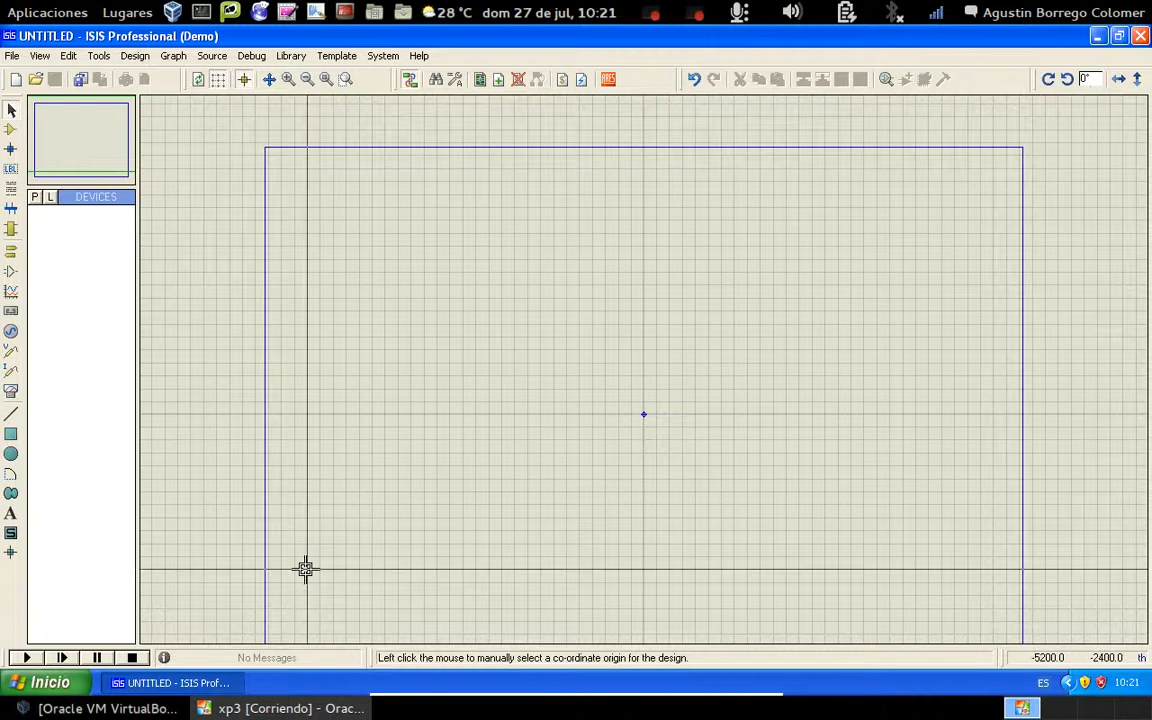 Aplicaciones Lugares 28 °C dom 27 de jul, 10:21 Agustin Borrego Colomer
UNTITLED - ISIS Professional (Demo)
File View Edit Tools Design Graph Source Debug Library Template System Help
ARES
0°
LBL
P L DEVICES
A
S
No Messages Left click the mouse to manually select a co-ordinate origin for the design. -5200.0 -2400.0 th
Inicio UNTITLED - ISIS Prof... ES 10:21
[Oracle VM VirtualBo... xp3 [Corriendo] - Orac...